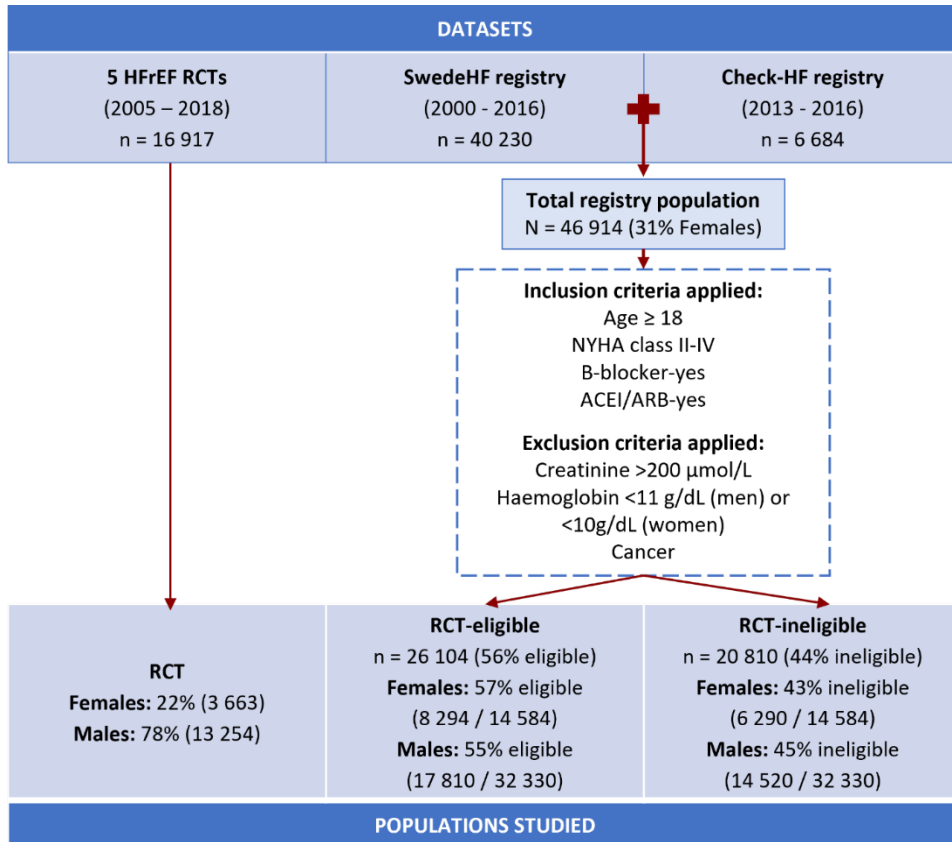 DATASETS
5 HFrEF RCTs
(2005 – 2018)
n = 16 917
SwedeHF registry
(2000 - 2016)
n = 40 230
Check-HF registry
(2013 - 2016)
n = 6 684
Total registry population
N = 46 914 (31% Females)
Inclusion criteria applied:
Age ≥ 18
NYHA class II-IV
B-blocker-yes
ACEI/ARB-yes
Exclusion criteria applied:
Creatinine >200 µmol/L
Haemoglobin <11 g/dL (men) or
<10g/dL (women)
Cancer
RCT
Females: 22% (3 663)
Males: 78% (13 254)
RCT-eligible
n = 26 104 (56% eligible)
Females: 57% eligible
(8 294 / 14 584)
Males: 55% eligible
(17 810 / 32 330)
RCT-ineligible
n = 20 810 (44% ineligible)
Females: 43% ineligible
(6 290 / 14 584)
Males: 45% ineligible
(14 520 / 32 330)
POPULATIONS STUDIED